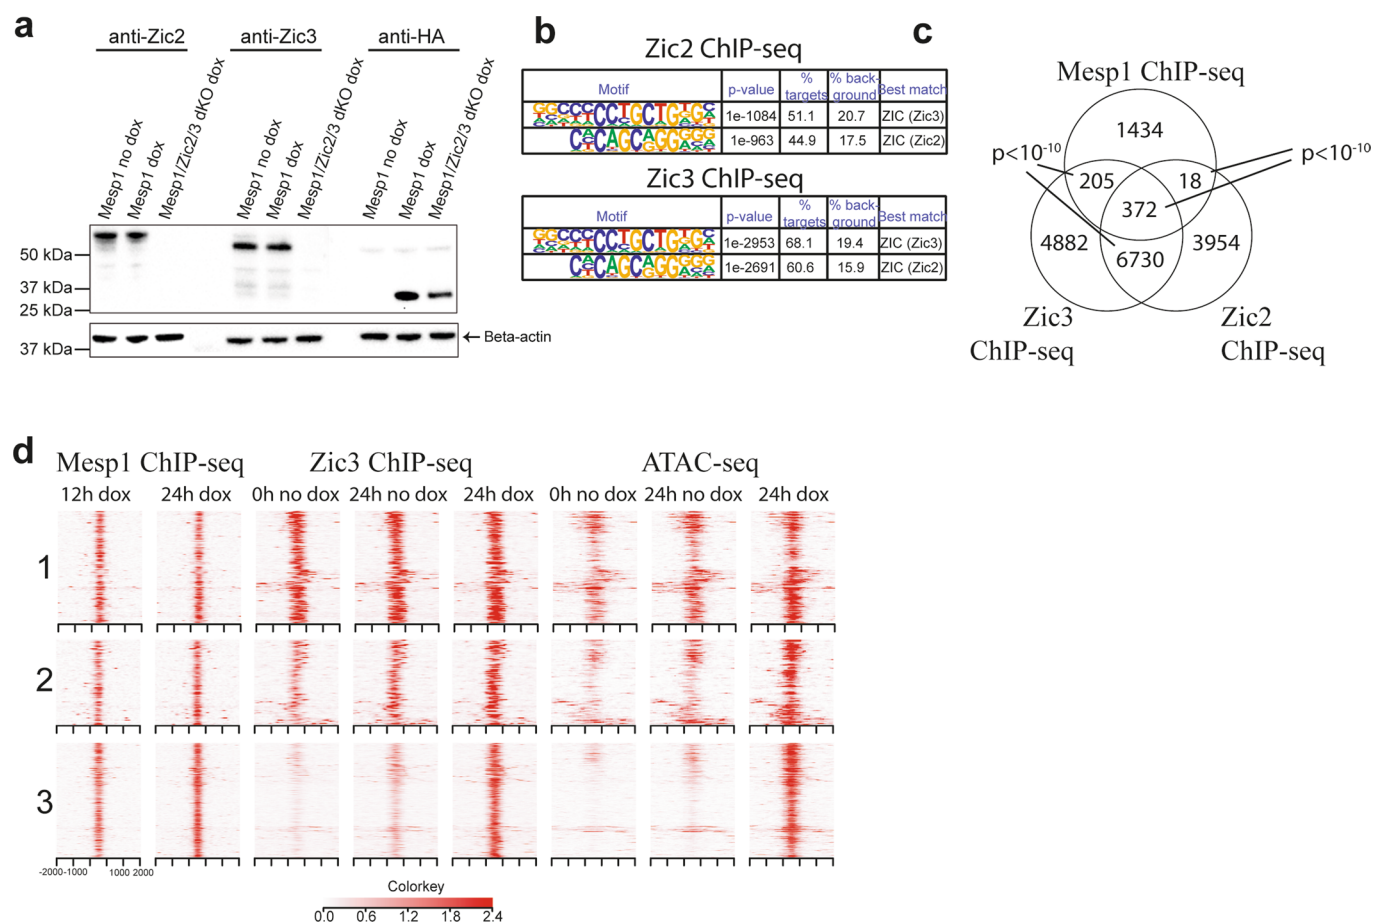 a
anti-Zic2
anti-Zic3
anti-HA
Mesp1 no dox
Mesp1 dox
Mesp1/Zic2/3 dKO dox
Mesp1 no dox
Mesp1 dox
Mesp1/Zic2/3 dKO dox
Mesp1 no dox
Mesp1 dox
Mesp1/Zic2/3 dKO dox
50 kDa
37 kDa
25 kDa
37 kDa
Beta-actin
b
Zic2 ChIP-seq
Motif p-value % targets % back-ground Best match
1e-1084 51.1 20.7 ZIC (Zic3)
1e-963 44.9 17.5 ZIC (Zic2)
Zic3 ChIP-seq
Motif p-value % targets % back-ground Best match
1e-2953 68.1 19.4 ZIC (Zic3)
1e-2691 60.6 15.9 ZIC (Zic2)
c
Mesp1 ChIP-seq
1434
p<10⁻¹⁰
p<10⁻¹⁰
205
18
372
4882
6730
3954
Zic3
ChIP-seq
Zic2
ChIP-seq
d
Mesp1 ChIP-seq
Zic3 ChIP-seq
ATAC-seq
12h dox
24h dox
0h no dox
24h no dox
24h dox
0h no dox
24h no dox
24h dox
1
2
3
-2000-1000 1000 2000
Colorkey
0.0 0.6 1.2 1.8 2.4